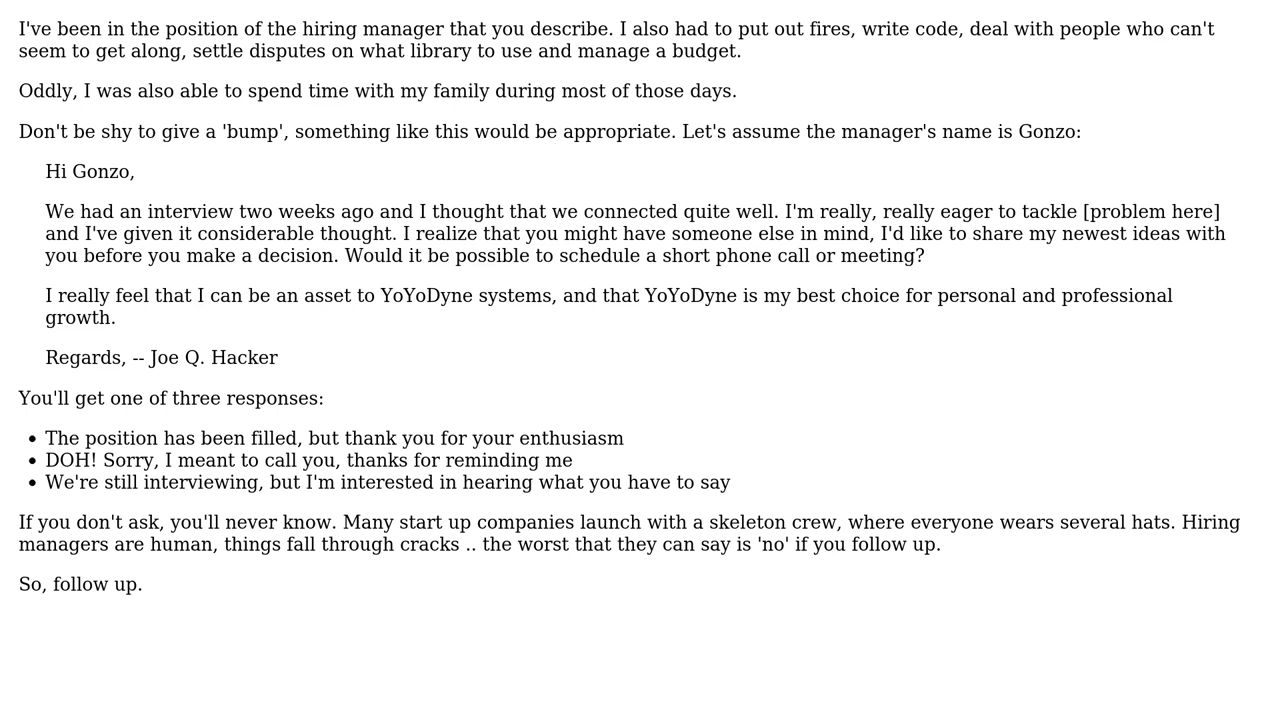 I've been in the position of the hiring manager that you describe. I also had to put out fires, write code, deal with people who can't
seem to get along, settle disputes on what library to use and manage a budget.
Oddly, I was also able to spend time with my family during most of those days.
Don't be shy to give a 'bump', something like this would be appropriate. Let's assume the manager's name is Gonzo:
Hi Gonzo,
We had an interview two weeks ago and I thought that we connected quite well. I'm really, really eager to tackle [problem here]
and I've given it considerable thought. I realize that you might have someone else in mind, I'd like to share my newest ideas with
you before you make a decision. Would it be possible to schedule a short phone call or meeting?
I really feel that I can be an asset to YoYoDyne systems, and that YoYoDyne is my best choice for personal and professional
growth.
Regards, -- Joe Q. Hacker
You'll get one of three responses:
• The position has been filled, but thank you for your enthusiasm
• DOH! Sorry, I meant to call you, thanks for reminding me
• We're still interviewing, but I'm interested in hearing what you have to say
If you don't ask, you'll never know. Many start up companies launch with a skeleton crew, where everyone wears several hats. Hiring
managers are human, things fall through cracks .. the worst that they can say is 'no' if you follow up.
So, follow up.